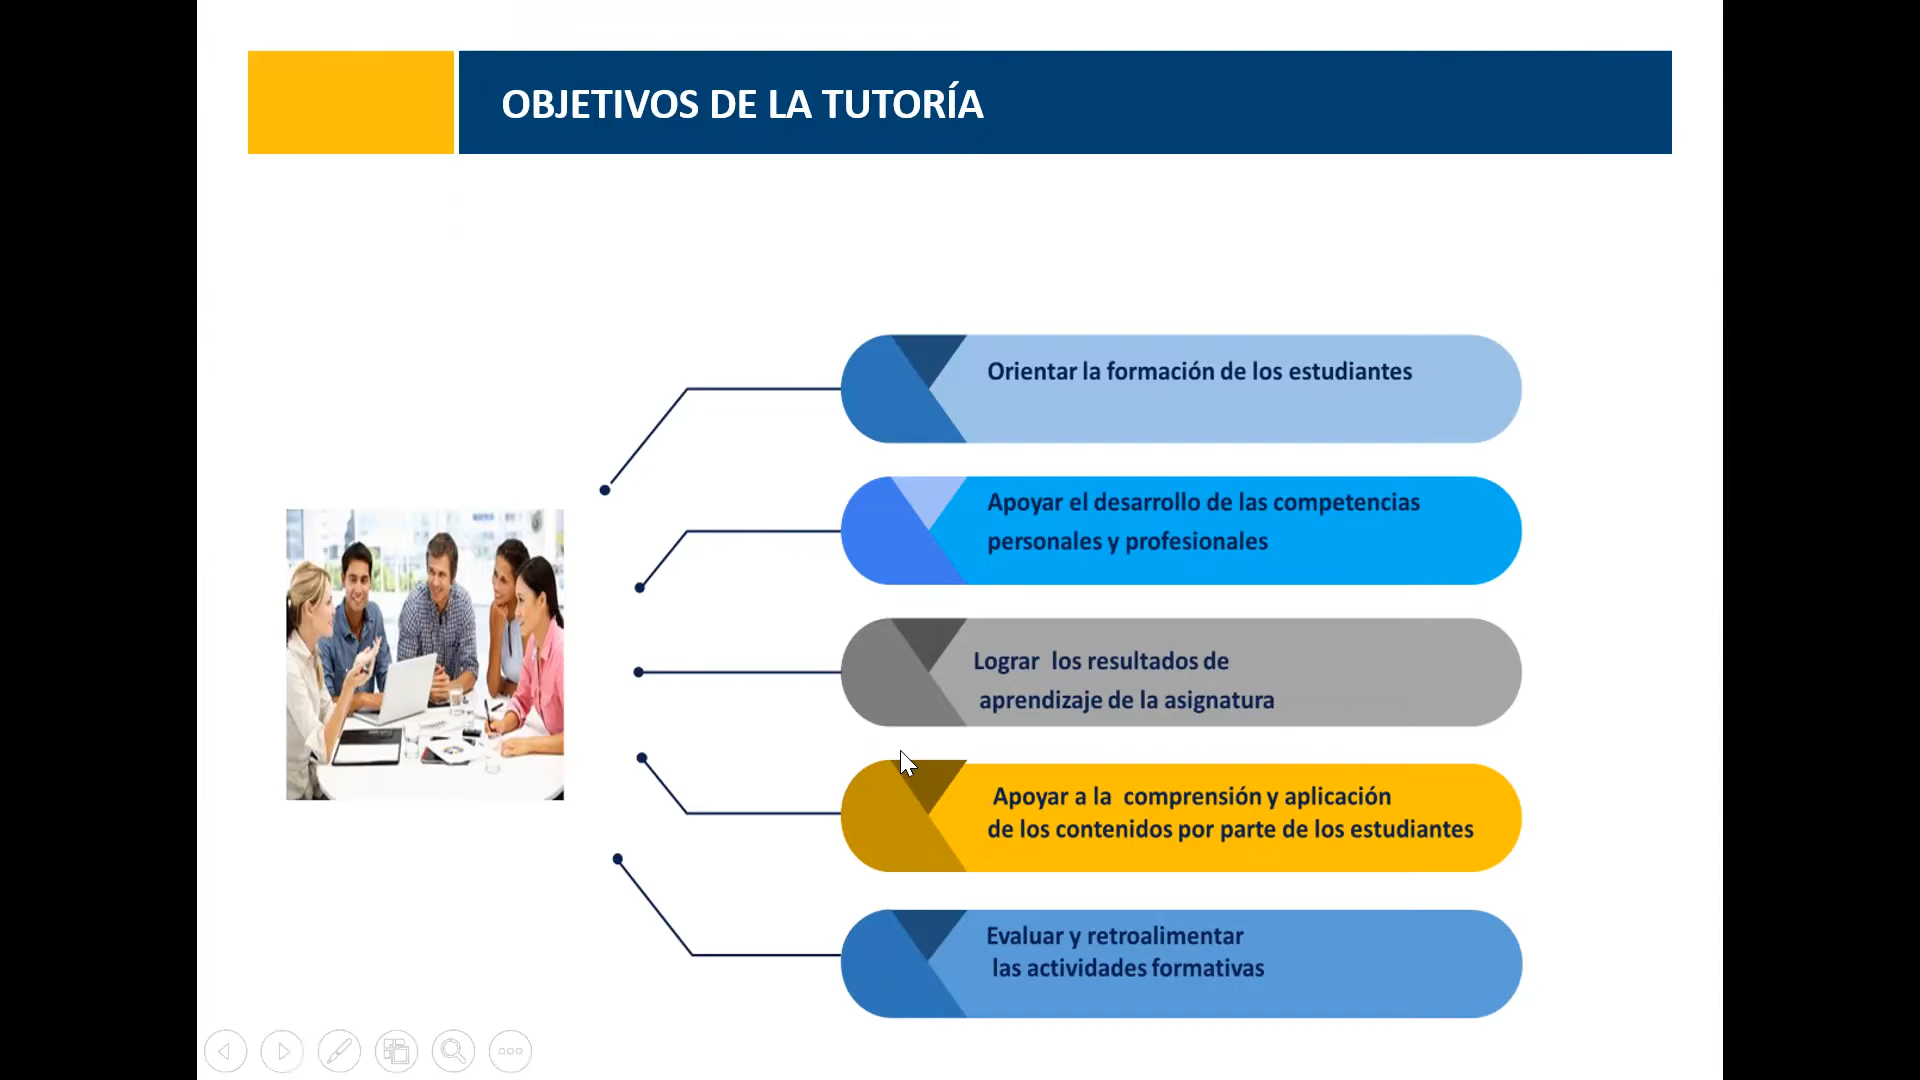 OBJETIVOS DE LA TUTORÍA
Orientar la formación de los estudiantes
Apoyar el desarrollo de las competencias
personales y profesionales
Lograr los resultados de
aprendizaje de la asignatura
Apoyar a la comprensión y aplicación
de los contenidos por parte de los estudiantes
Evaluar y retroalimentar
las actividades formativas